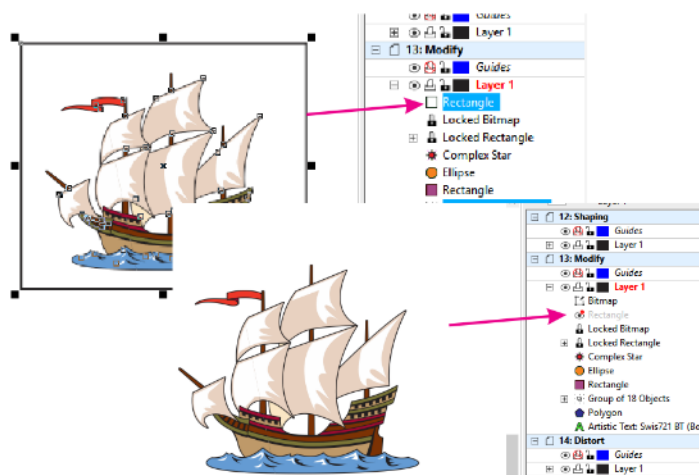 Guides
Layer 1
13: Modify
Guides
Layer 1
Rectangle
Locked Bitmap
Locked Rectangle
Complex Star
Ellipse
Rectangle
12: Shaping
Guides
Layer 1
13: Modify
Guides
Layer 1
Bitmap
Rectangle
Locked Bitmap
Locked Rectangle
Complex Star
Ellipse
Rectangle
Group of 18 Objects
Polygon
Artistic Text: Swis721 BT (Bo
14: Distort
Guides
Layer 1